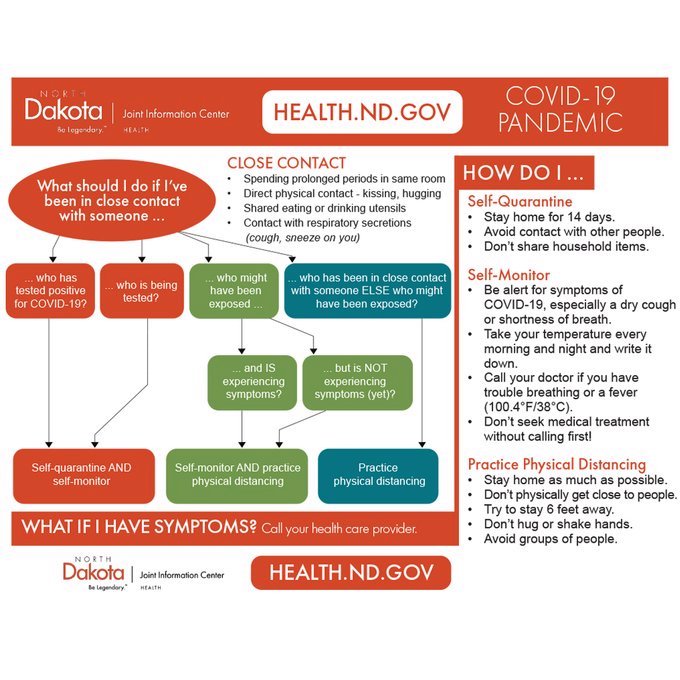 NORTH
Dakota
Be Legendary.™
Joint Information Center
HEALTH
HEALTH.ND.GOV
COVID-19
PANDEMIC
What should I do if I've
been in close contact
with someone ...
CLOSE CONTACT
• Spending prolonged periods in same room
• Direct physical contact - kissing, hugging
• Shared eating or drinking utensils
• Contact with respiratory secretions
(cough, sneeze on you)
... who has
tested positive
for COVID-19?
... who is being
tested?
... who might
have been
exposed ...
... who has been in close contact
with someone ELSE who might
have been exposed?
... and IS
experiencing
symptoms?
... but is NOT
experiencing
symptoms (yet)?
Self-quarantine AND
self-monitor
Self-monitor AND practice
physical distancing
Practice
physical distancing
WHAT IF I HAVE SYMPTOMS? Call your health care provider.
HOW DO I ...
Self-Quarantine
• Stay home for 14 days.
• Avoid contact with other people.
• Don't share household items.
Self-Monitor
• Be alert for symptoms of
COVID-19, especially a dry cough
or shortness of breath.
• Take your temperature every
morning and night and write it
down.
• Call your doctor if you have
trouble breathing or a fever
(100.4°F/38°C).
• Don't seek medical treatment
without calling first!
Practice Physical Distancing
• Stay home as much as possible.
• Don't physically get close to people.
• Try to stay 6 feet away.
• Don't hug or shake hands.
• Avoid groups of people.
NORTH
Dakota
Be Legendary.™
Joint Information Center
HEALTH
HEALTH.ND.GOV